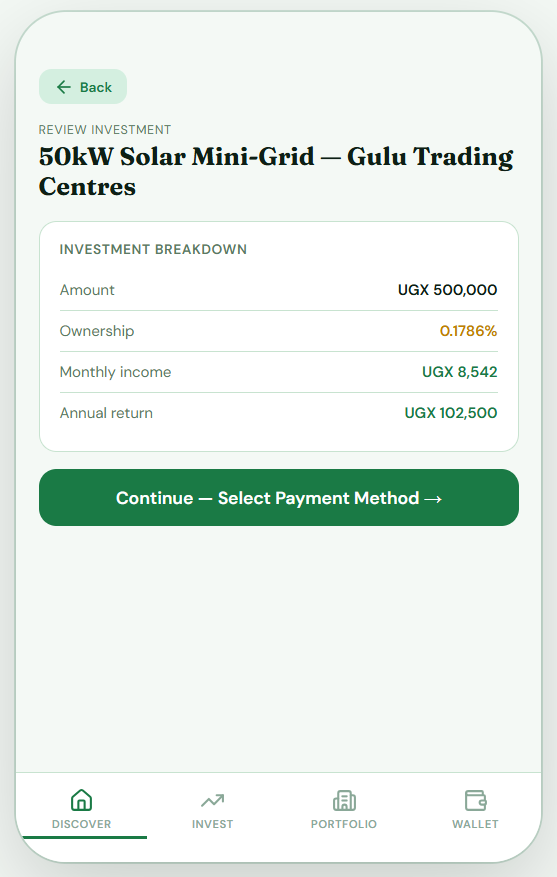 ← Back
REVIEW INVESTMENT
50kW Solar Mini-Grid — Gulu Trading
Centres
INVESTMENT BREAKDOWN
Amount UGX 500,000
Ownership 0.1786%
Monthly income UGX 8,542
Annual return UGX 102,500
Continue — Select Payment Method →
DISCOVER INVEST PORTFOLIO WALLET